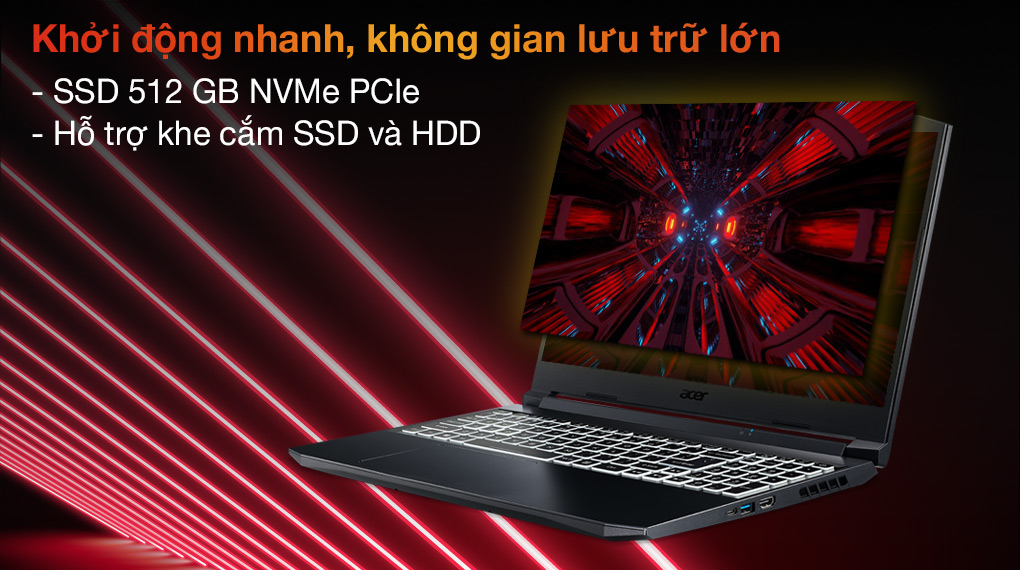 Khởi động nhanh, không gian lưu trữ lớn
- SSD 512 GB NVMe PCIe
- Hỗ trợ khe cắm SSD và HDD
acer